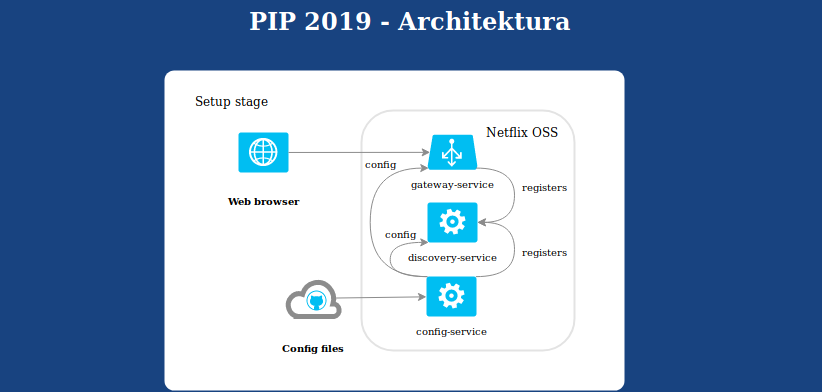 PIP 2019 - Architektura
Setup stage
Netflix OSS
config
gateway-service
registers
Web browser
config
discovery-service
registers
config-service
Config files